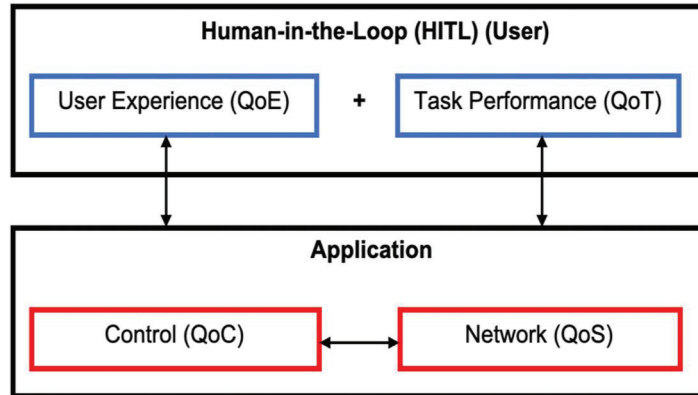 Human-in-the-Loop (HITL) (User)
User Experience (QoE) + Task Performance (QoT)
Application
Control (QoC) Network (QoS)